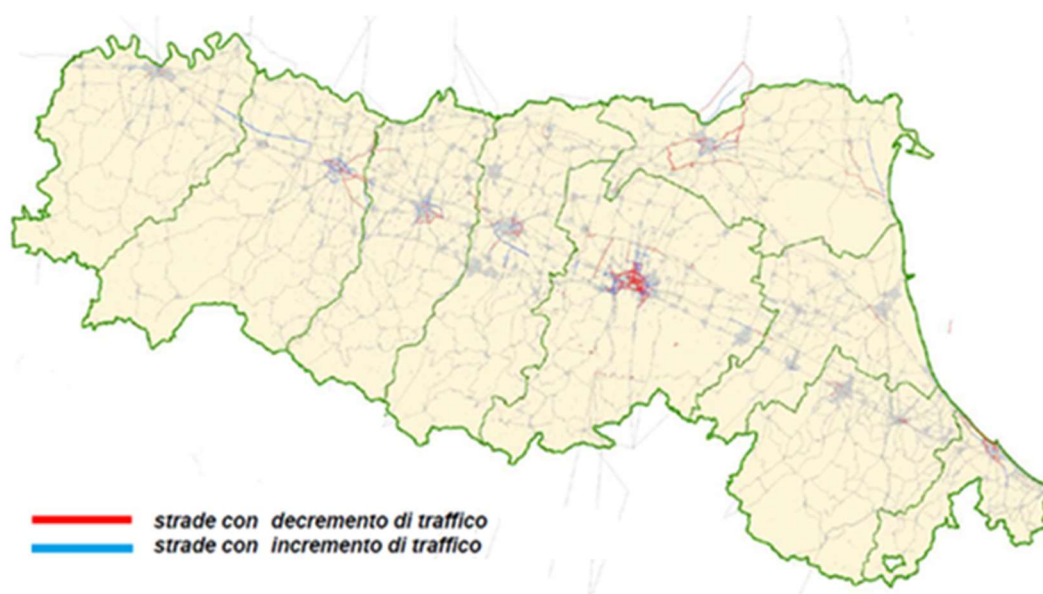 strade con decremento di traffico
strade con incremento di traffico